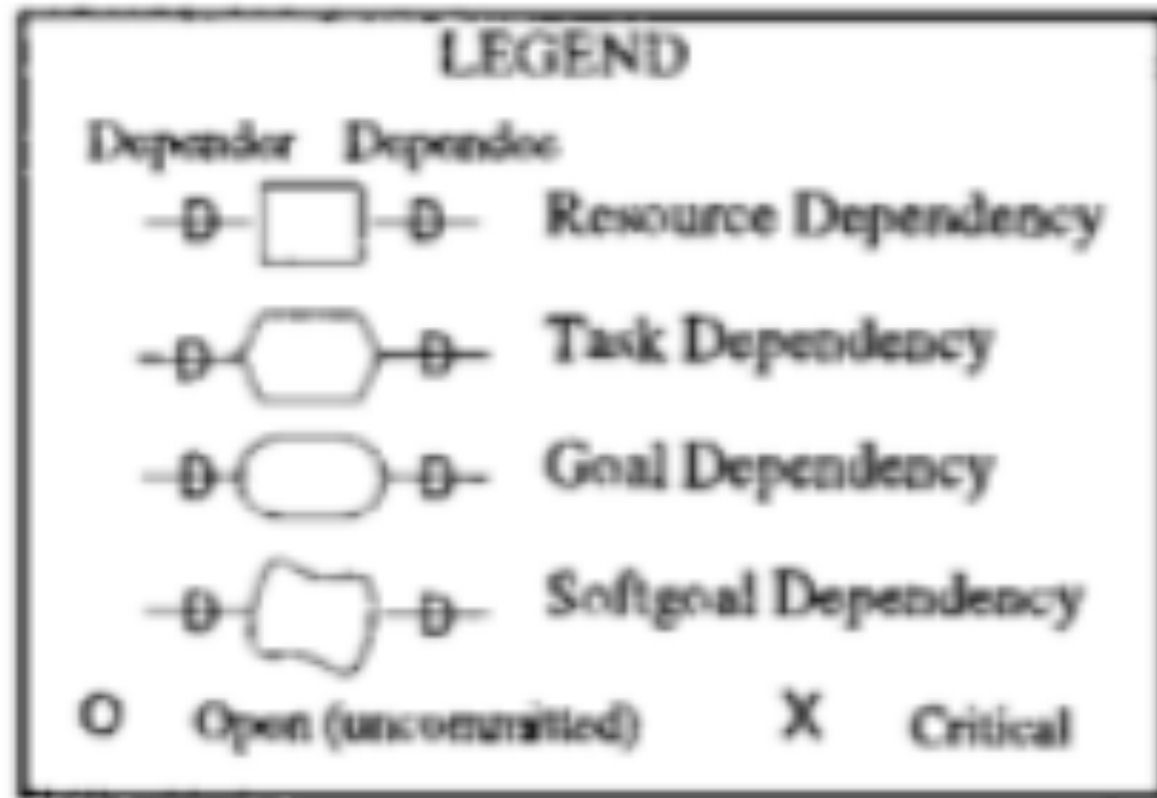 LEGEND
Depender Dependee
D D Resource Dependency
D D Task Dependency
D D Goal Dependency
D D Softgoal Dependency
O Open (uncommitted) X Critical